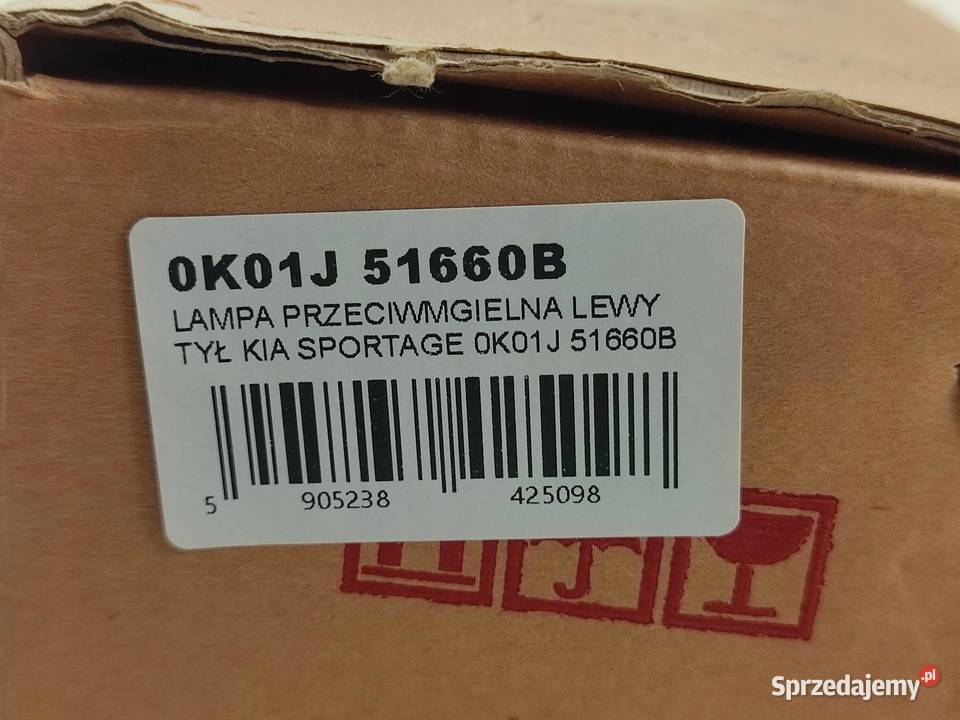 0K01J 51660B
LAMPA PRZECIWMGIELNA LEWY
TYŁ KIA SPORTAGE 0K01J 51660B
5 905238 425098
Sprzedajemy.pl